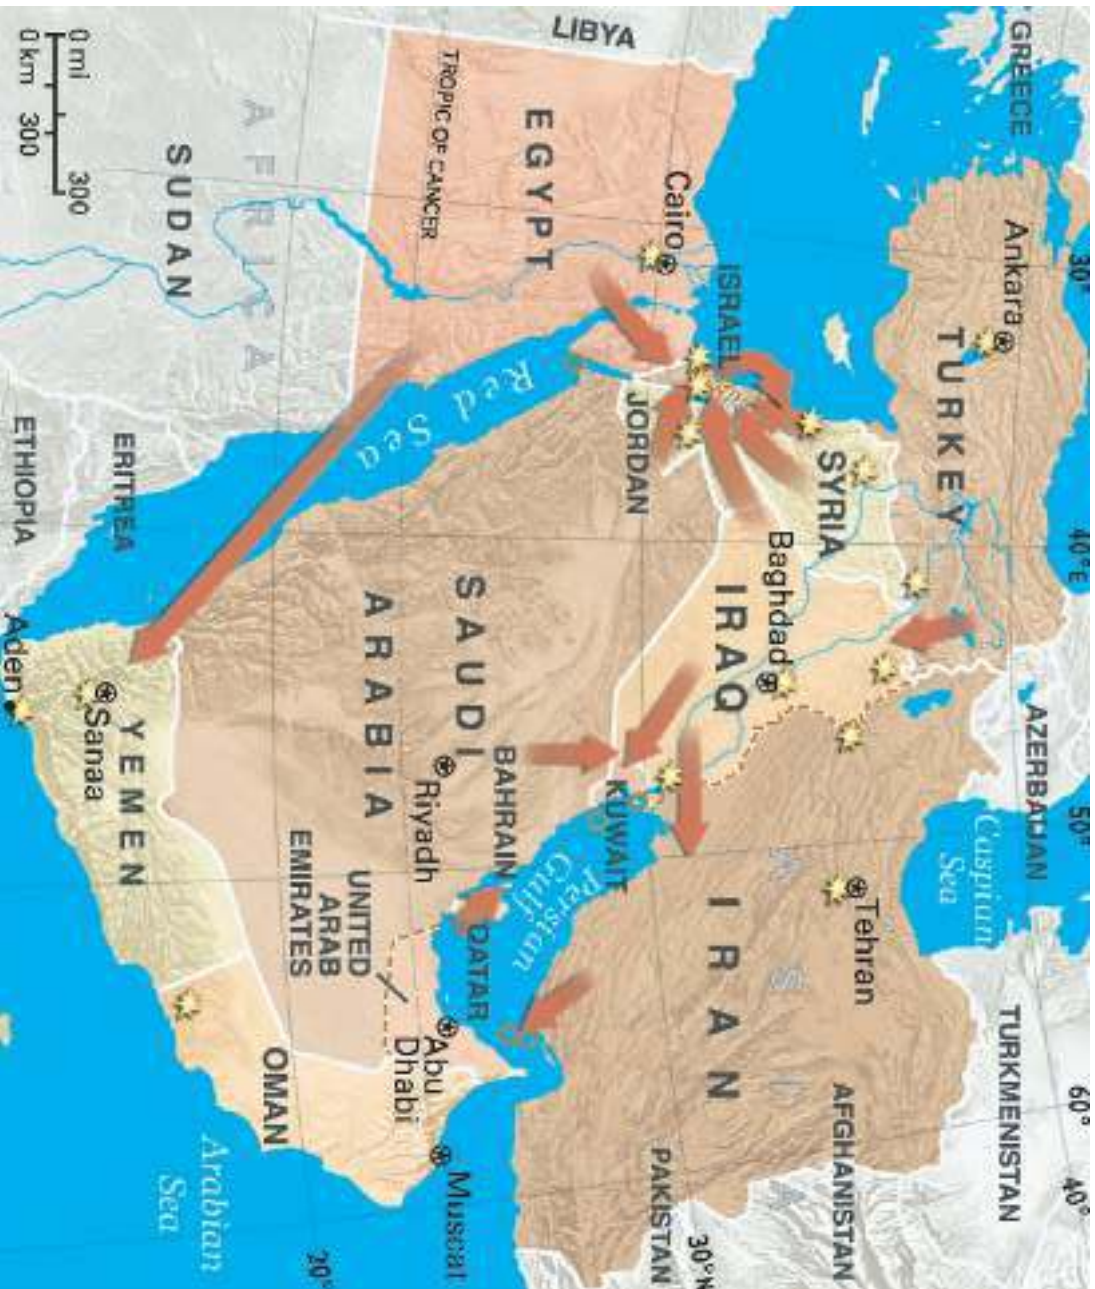 GREECE
30°
40°E
50°
60°
40°
Ankara
TURKEY
AZERBAIJAN
Caspian
Sea
TURKMENISTAN
SYRIA
Tehran
AFGHANISTAN
ASIA
Baghdad
IRAQ
IRAN
ISRAEL
JORDAN
Cairo
LIBYA
EGYPT
KUWAIT
PAKISTAN
30°N
Persian
Gulf
BAHRAIN
QATAR
Red
Sea
SAUDI
ARABIA
Riyadh
Abu
Dhabi
Muscat
UNITED
ARAB
EMIRATES
TROPIC OF CANCER
AFRICA
SUDAN
OMAN
20°
Arabian
Sea
YEMEN
Sanaa
Aden
ERITREA
ETHIOPIA
0 mi 300
0 km 300